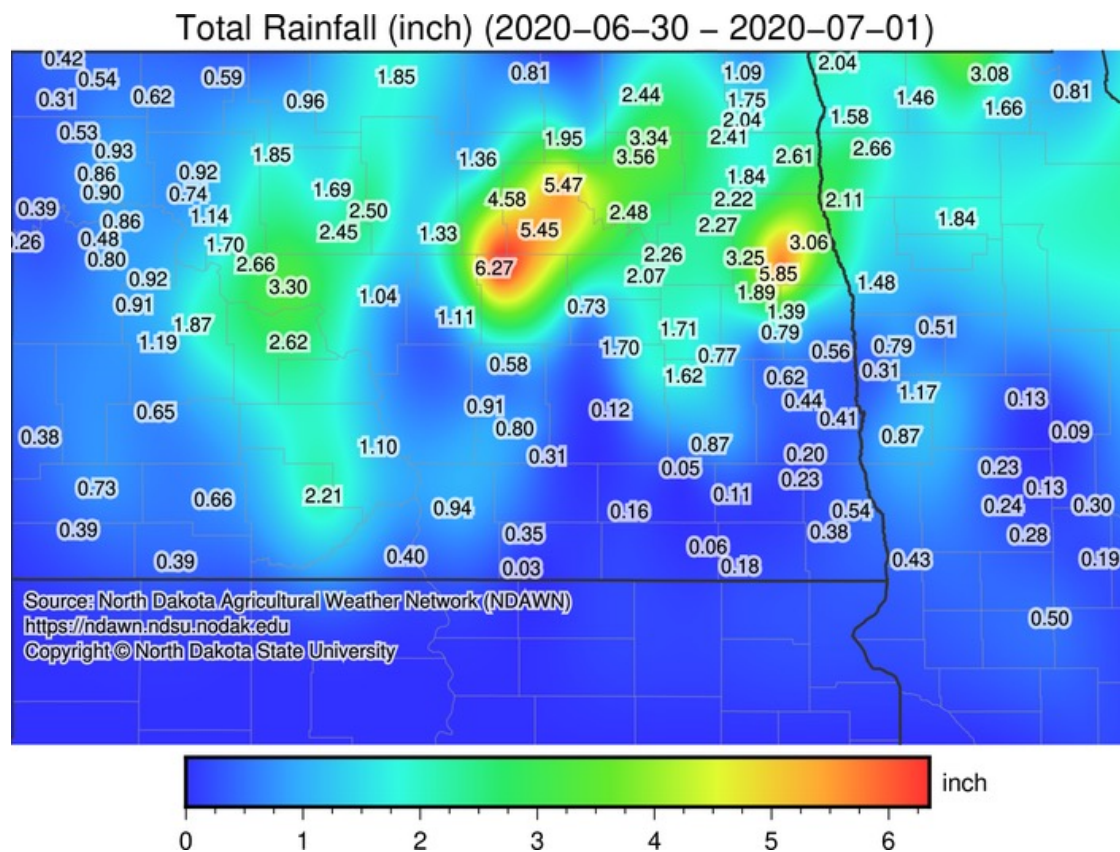 Total Rainfall (inch) (2020−06−30 − 2020−07−01)
0.42 2.04
0.54 0.59 1.85 0.81 1.09 3.08
0.31 0.62 0.96 2.44 1.75 1.46 1.66 0.81
2.04 1.58
0.53 1.95 3.34 2.41
0.93 1.85 1.36 3.56 2.61 2.66
0.86 0.92 1.84
0.90 0.74 1.69 4.58 5.47 2.22 2.11
0.39 0.86 1.14 2.50 2.48 2.27 1.84
0.26 0.48 1.70 2.45 1.33 5.45 3.06
0.80 2.66 6.27 2.26 3.25
0.92 3.30 2.07 5.85 1.48
0.91 1.04 0.73 1.89
1.87 1.11 1.71 1.39 0.51
1.19 2.62 1.70 0.79 0.79
0.58 0.77 0.56
1.62 0.62 0.31
0.65 0.91 0.12 0.44 1.17 0.13
0.38 0.80 0.41 0.09
1.10 0.31 0.87 0.20 0.87
0.05 0.23 0.23
0.73 0.66 2.21 0.11 0.13
0.94 0.16 0.54 0.24 0.30
0.39 0.35 0.38 0.28
0.39 0.40 0.03 0.06 0.18 0.43 0.19
Source: North Dakota Agricultural Weather Network (NDAWN)
https://ndawn.ndsu.nodak.edu
Copyright © North Dakota State University
0.50
inch
0 1 2 3 4 5 6